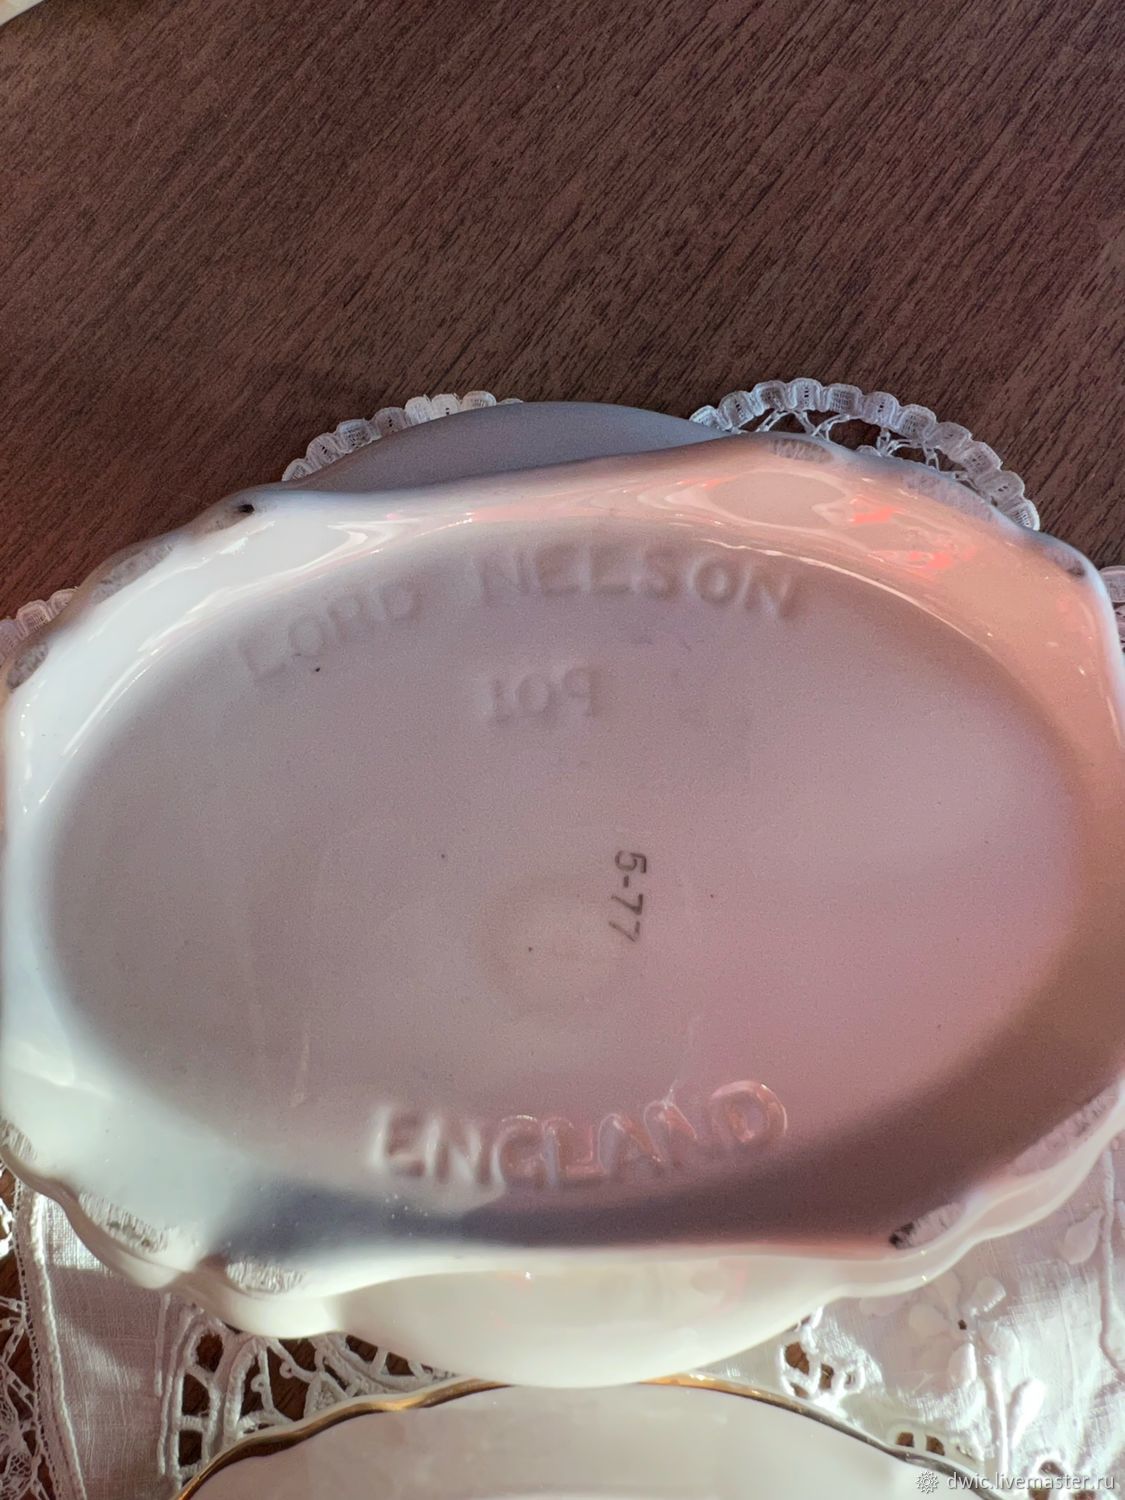 LORD NELSON
109
5-77
ENGLAND
dwic.livemaster.ru